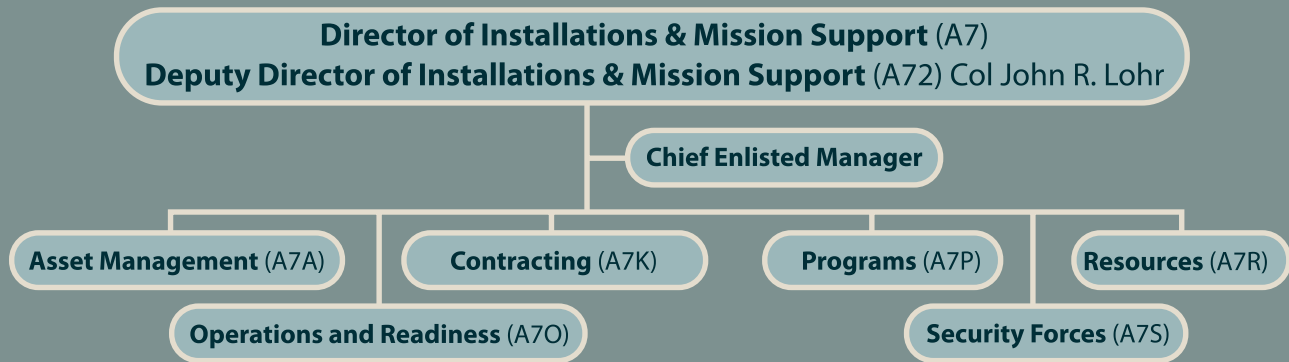 Director of Installations & Mission Support (A7)
Deputy Director of Installations & Mission Support (A72) Col John R. Lohr
Chief Enlisted Manager
Asset Management (A7A)
Contracting (A7K)
Programs (A7P)
Resources (A7R)
Operations and Readiness (A7O)
Security Forces (A7S)